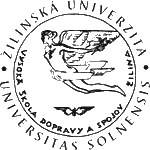 ŽILINSKÁ UNIVERZITA
UNIVERSITAS SOLNENSIS
VYSOKÁ ŠKOLA DOPRAVY A SPOJOV ŽILINA